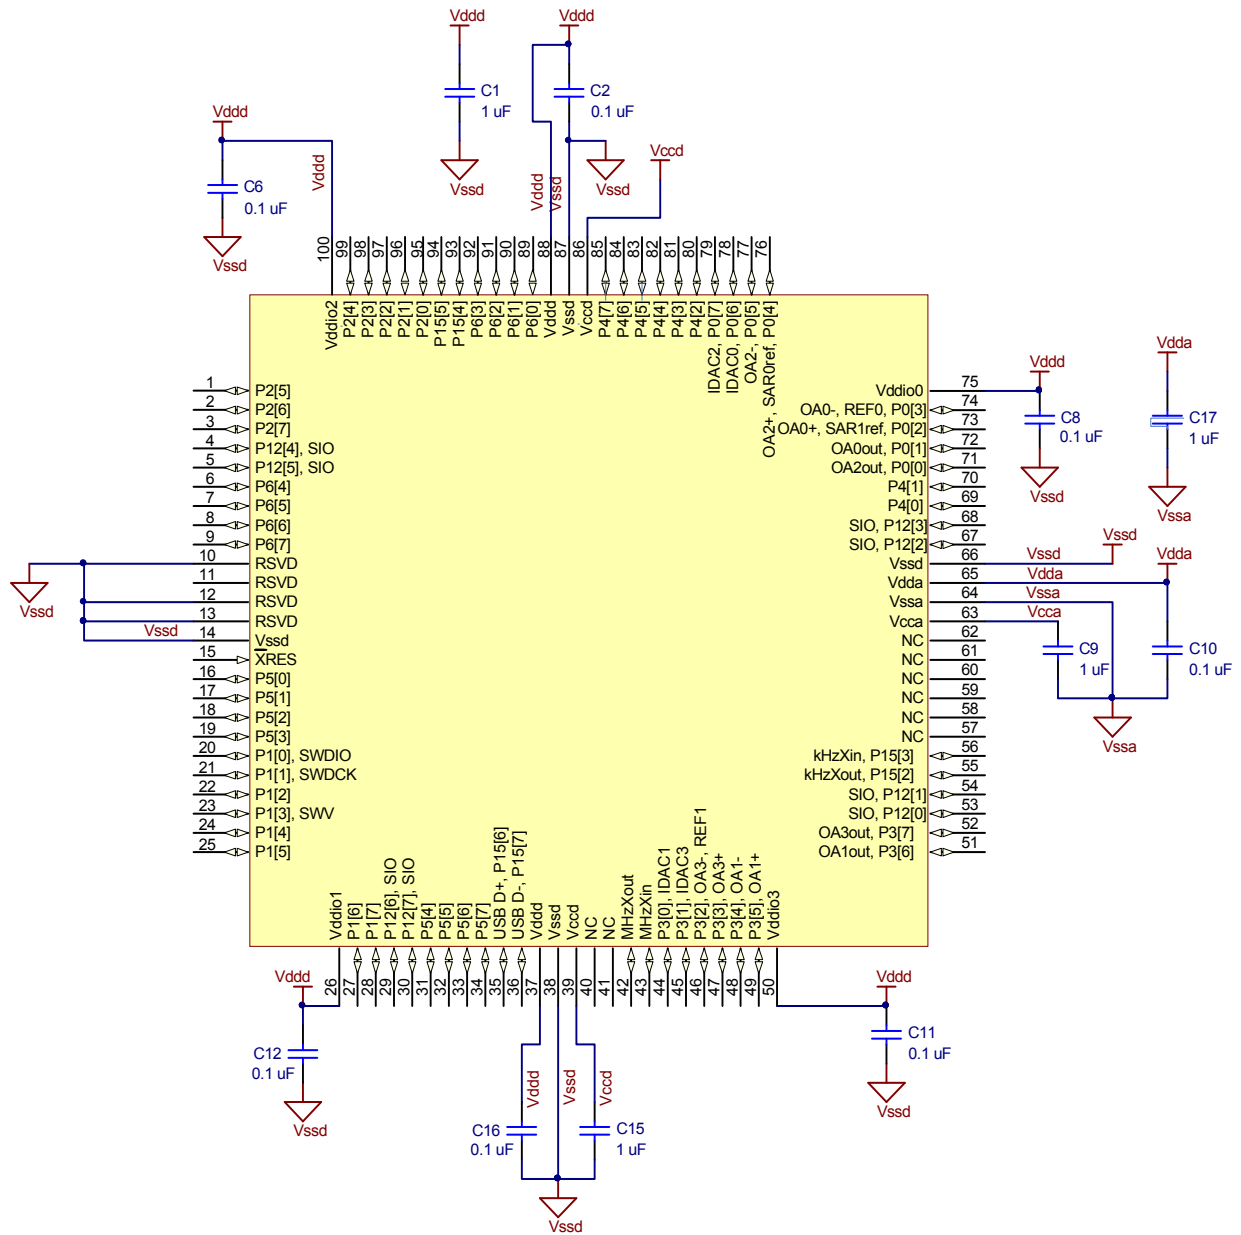 Vddd
C1
1 uF
Vssd
Vddd
C2
0.1 uF
Vssd
Vddd
C6
0.1 uF
Vssd
Vddd
Vddd
Vssd
Vccd
100
99
98
97
96
95
94
93
92
91
90
89
88
87
86
85
84
83
82
81
80
79
78
77
76
Vddio2
P2[4]
P2[3]
P2[2]
P2[1]
P2[0]
P15[5]
P15[4]
P6[3]
P6[2]
P6[1]
P6[0]
Vddd
Vssd
Vccd
P4[7]
P4[6]
P4[5]
P4[4]
P4[3]
P4[2]
IDAC2, P0[7]
IDAC0, P0[6]
OA2-, P0[5]
OA2+, SAR0ref, P0[4]
1 P2[5]
2 P2[6]
3 P2[7]
4 P12[4], SIO
5 P12[5], SIO
6 P6[4]
7 P6[5]
8 P6[6]
9 P6[7]
10 RSVD
11 RSVD
12 RSVD
13 RSVD
Vssd 14 Vssd
15 XRES
16 P5[0]
17 P5[1]
18 P5[2]
19 P5[3]
20 P1[0], SWDIO
21 P1[1], SWDCK
22 P1[2]
23 P1[3], SWV
24 P1[4]
25 P1[5]
Vssd
Vddio0 75
OA0-, REF0, P0[3] 74
OA0+, SAR1ref, P0[2] 73
OA0out, P0[1] 72
OA2out, P0[0] 71
P4[1] 70
P4[0] 69
SIO, P12[3] 68
SIO, P12[2] 67
Vssd 66 Vssd
Vdda 65 Vdda
Vssa 64 Vssa
Vcca 63 Vcca
NC 62
NC 61
NC 60
NC 59
NC 58
NC 57
kHzXin, P15[3] 56
kHzXout, P15[2] 55
SIO, P12[1] 54
SIO, P12[0] 53
OA3out, P3[7] 52
OA1out, P3[6] 51
Vddd
C8
0.1 uF
Vssd
Vdda
C17
1 uF
Vssa
Vssd
Vdda
C9
1 uF
C10
0.1 uF
Vssa
Vddio1
P1[6]
P1[7]
P12[6], SIO
P12[7], SIO
P5[4]
P5[5]
P5[6]
P5[7]
USB D+, P15[6]
USB D-, P15[7]
Vddd
Vssd
Vccd
NC
NC
MHzXout
MHzXin
P3[0], IDAC1
P3[1], IDAC3
P3[2], OA3-, REF1
P3[3], OA3+
P3[4], OA1-
P3[5], OA1+
Vddio3
26
27
28
29
30
31
32
33
34
35
36
37
38
39
40
41
42
43
44
45
46
47
48
49
50
Vddd
C12
0.1 uF
Vssd
Vddd
Vssd
Vccd
C16
0.1 uF
C15
1 uF
Vssd
Vddd
C11
0.1 uF
Vssd